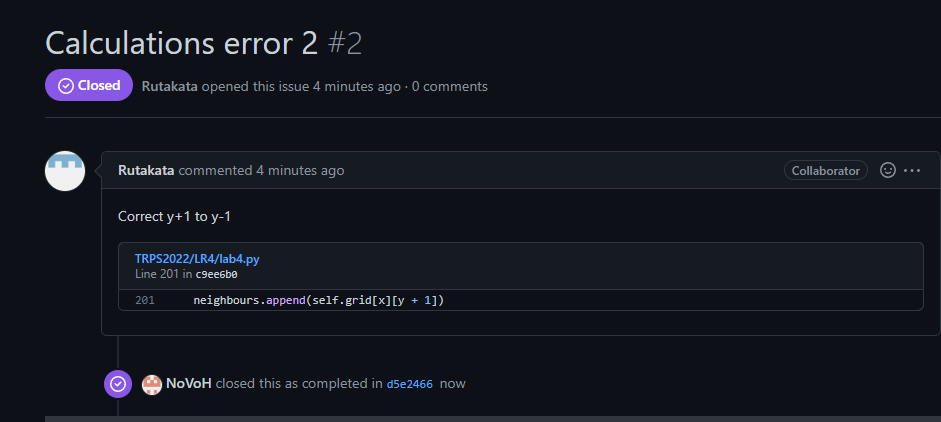 Calculations error 2 #2
Closed Rutakata opened this issue 4 minutes ago · 0 comments
Rutakata commented 4 minutes ago Collaborator
Correct y+1 to y-1
TRPS2022/LR4/lab4.py
Line 201 in c9ee6b0
201 neighbours.append(self.grid[x][y + 1])
NoVoH closed this as completed in d5e2466 now